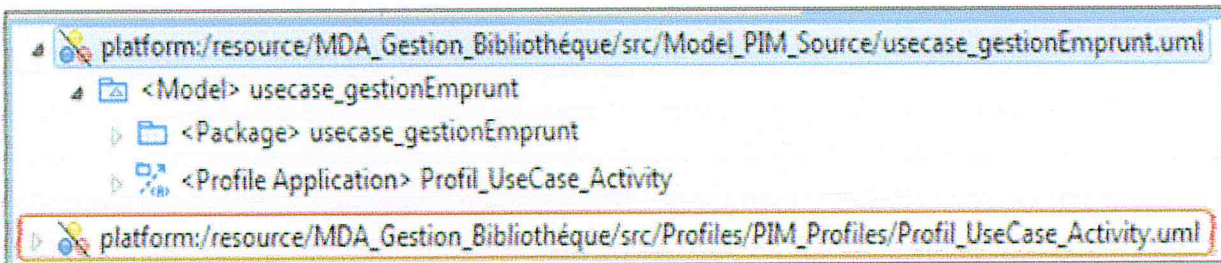 platform:/resource/MDA_Gestion_Bibliothéque/src/Model_PIM_Source/usecase_gestionEmprunt.uml
<Model> usecase_gestionEmprunt
<Package> usecase_gestionEmprunt
<Profile Application> Profil_UseCase_Activity
platform:/resource/MDA_Gestion_Bibliothéque/src/Profiles/PIM_Profiles/Profil_UseCase_Activity.uml